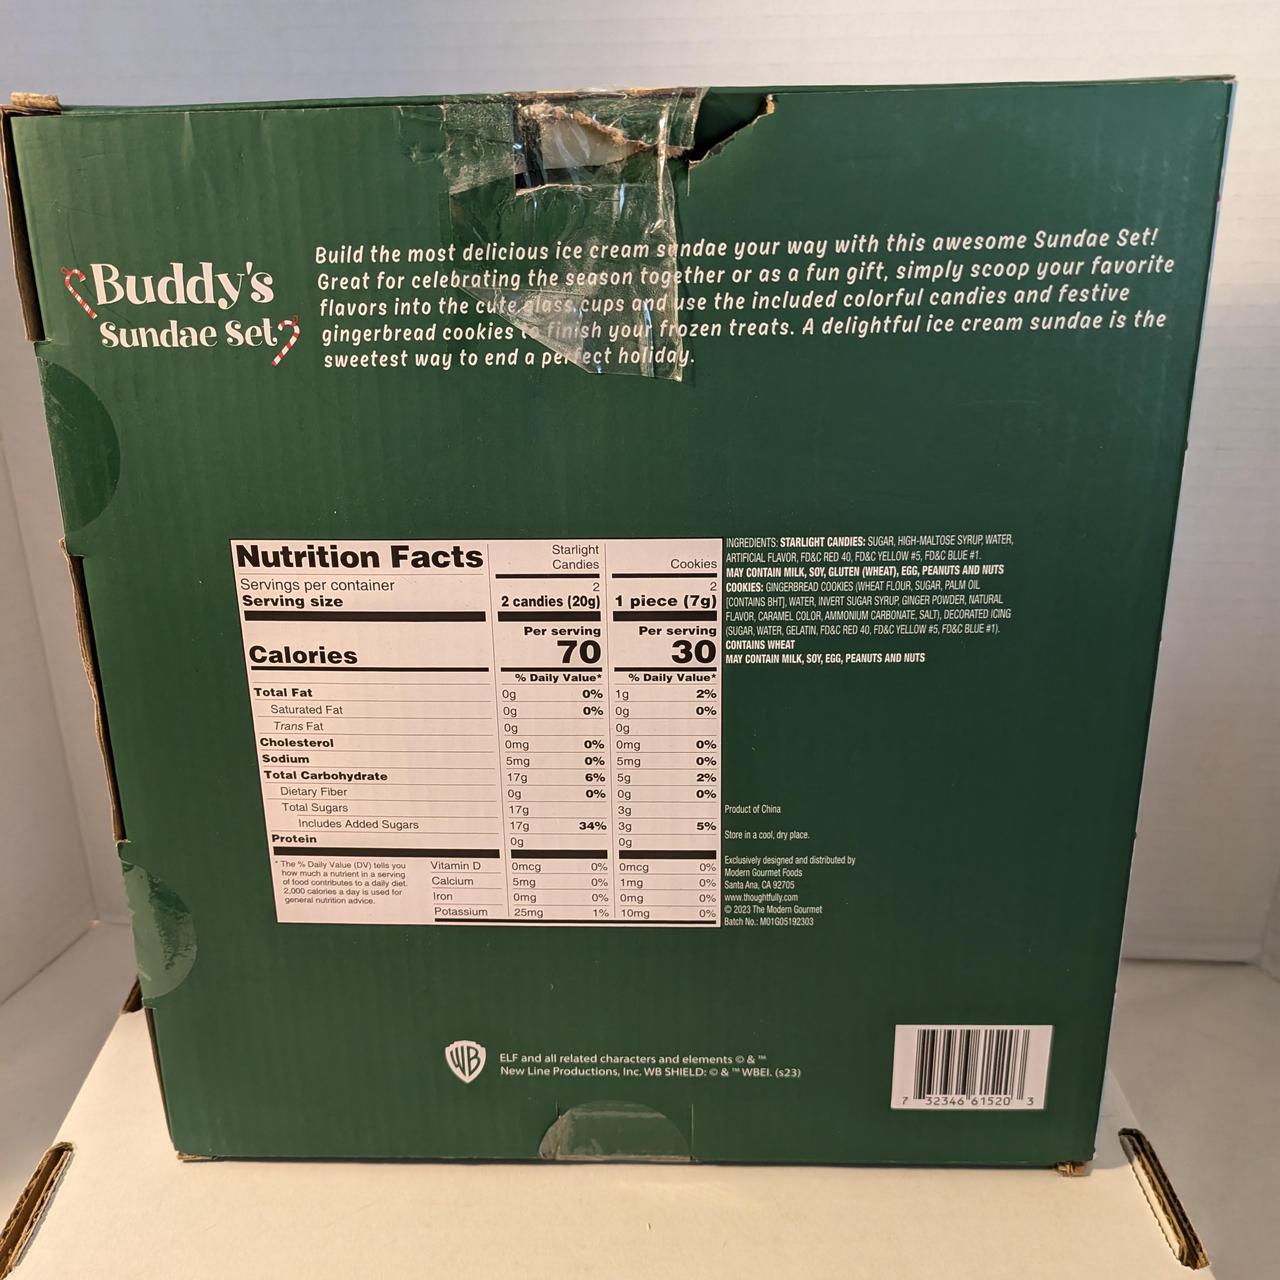 Buddy's
Sundae Set
Build the most delicious ice cream sundae your way with this awesome Sundae Set!
Great for celebrating the season together or as a fun gift, simply scoop your favorite
flavors into the cute glass cups and use the included colorful candies and festive
gingerbread cookies to finish your frozen treats. A delightful ice cream sundae is the
sweetest way to end a perfect holiday.
Nutrition Facts
Starlight
Candies
Cookies
Servings per container 2 2
Serving size 2 candies (20g) 1 piece (7g)
Per serving Per serving
Calories 70 30
% Daily Value* % Daily Value*
Total Fat 0g 0% 1g 2%
Saturated Fat 0g 0% 0g 0%
Trans Fat 0g 0g
Cholesterol 0mg 0% 0mg 0%
Sodium 5mg 0% 5mg 0%
Total Carbohydrate 17g 6% 5g 2%
Dietary Fiber 0g 0% 0g 0%
Total Sugars 17g 3g
Includes Added Sugars 17g 34% 3g 5%
Protein 0g 0g
Vitamin D 0mcg 0% 0mcg 0%
Calcium 5mg 0% 1mg 0%
Iron 0mg 0% 0mg 0%
Potassium 25mg 1% 10mg 0%
* The % Daily Value (DV) tells you
how much a nutrient in a serving
of food contributes to a daily diet.
2,000 calories a day is used for
general nutrition advice.
INGREDIENTS: STARLIGHT CANDIES: SUGAR, HIGH-MALTOSE SYRUP, WATER,
ARTIFICIAL FLAVOR, FD&C RED 40, FD&C YELLOW #5, FD&C BLUE #1.
MAY CONTAIN MILK, SOY, GLUTEN (WHEAT), EGG, PEANUTS AND NUTS
COOKIES: GINGERBREAD COOKIES (WHEAT FLOUR, SUGAR, PALM OIL
[CONTAINS BHT], WATER, INVERT SUGAR SYRUP, GINGER POWDER, NATURAL
FLAVOR, CARAMEL COLOR, AMMONIUM CARBONATE, SALT), DECORATED ICING
(SUGAR, WATER, GELATIN, FD&C RED 40, FD&C YELLOW #5, FD&C BLUE #1).
CONTAINS WHEAT
MAY CONTAIN MILK, SOY, EGG, PEANUTS AND NUTS
Product of China
Store in a cool, dry place.
Exclusively designed and distributed by
Modern Gourmet Foods
Santa Ana, CA 92705
www.thoughtfully.com
© 2023 The Modern Gourmet
Batch No.: M01G05192303
WB
ELF and all related characters and elements © & ™
New Line Productions, Inc. WB SHIELD: © & ™ WBEI. (s23)
7 32346 61520 3